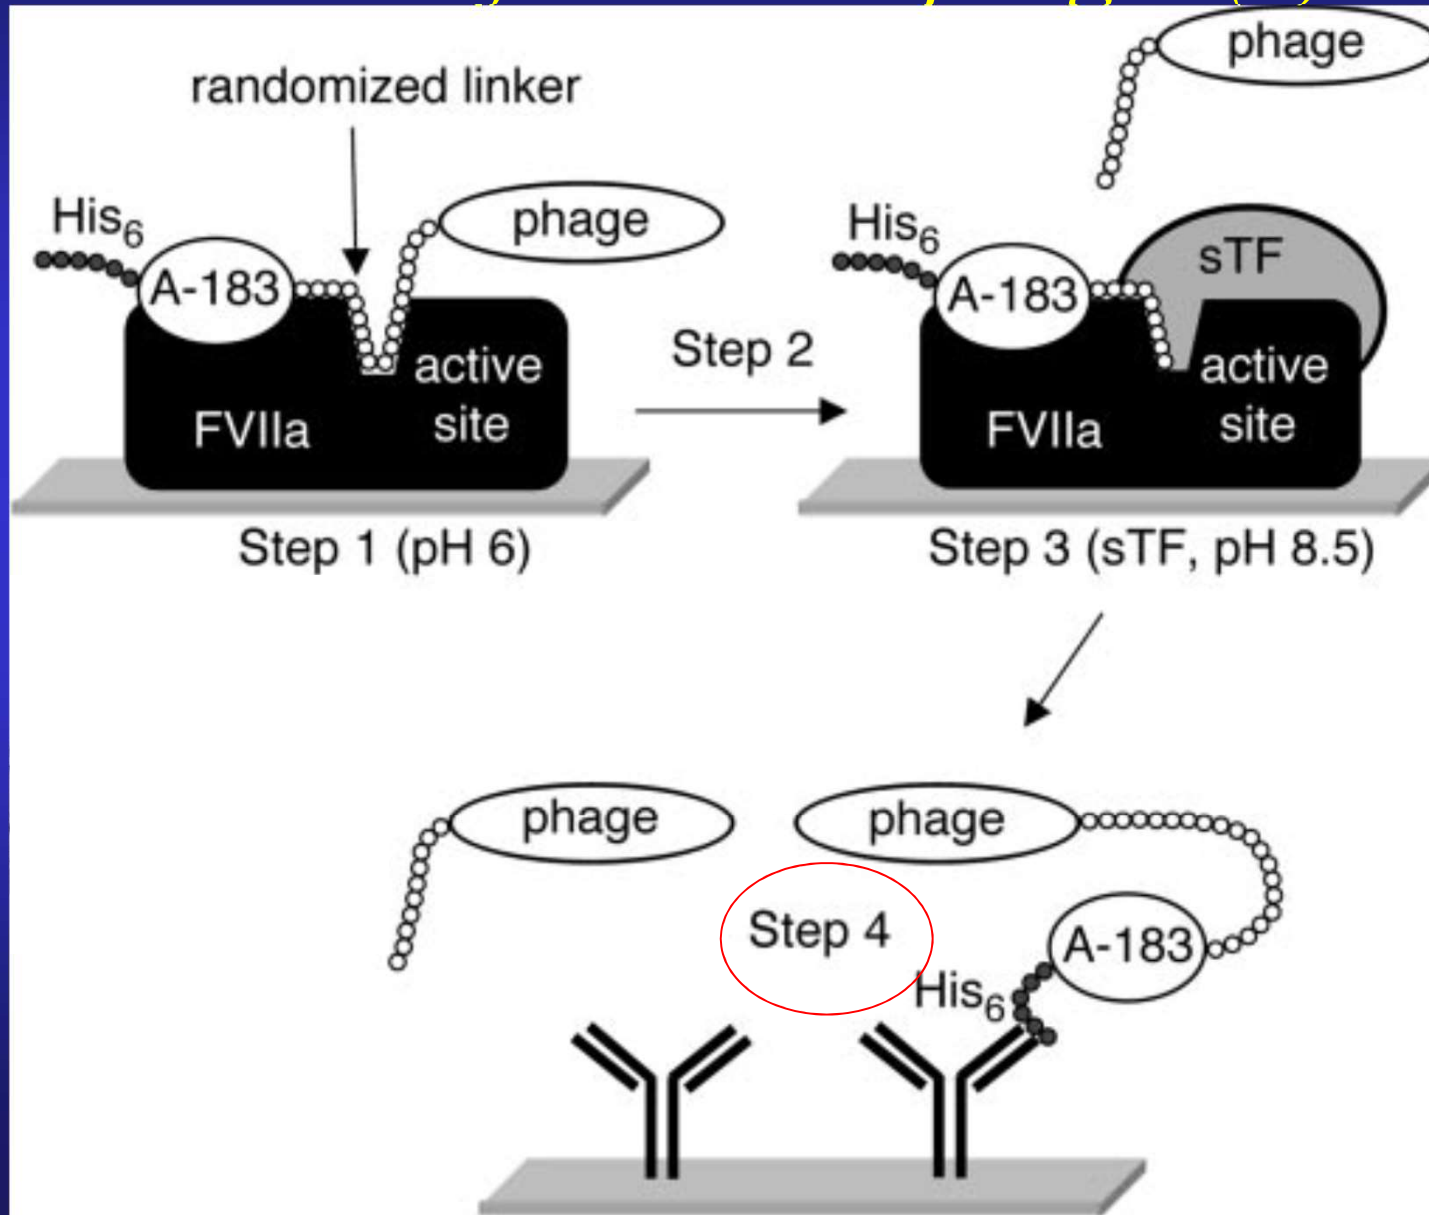 phage
randomized linker
His6
phage
A-183
active
site
FVIIa
Step 1 (pH 6)
Step 2
His6
sTF
A-183
active
site
FVIIa
Step 3 (sTF, pH 8.5)
phage
phage
Step 4
His6
A-183